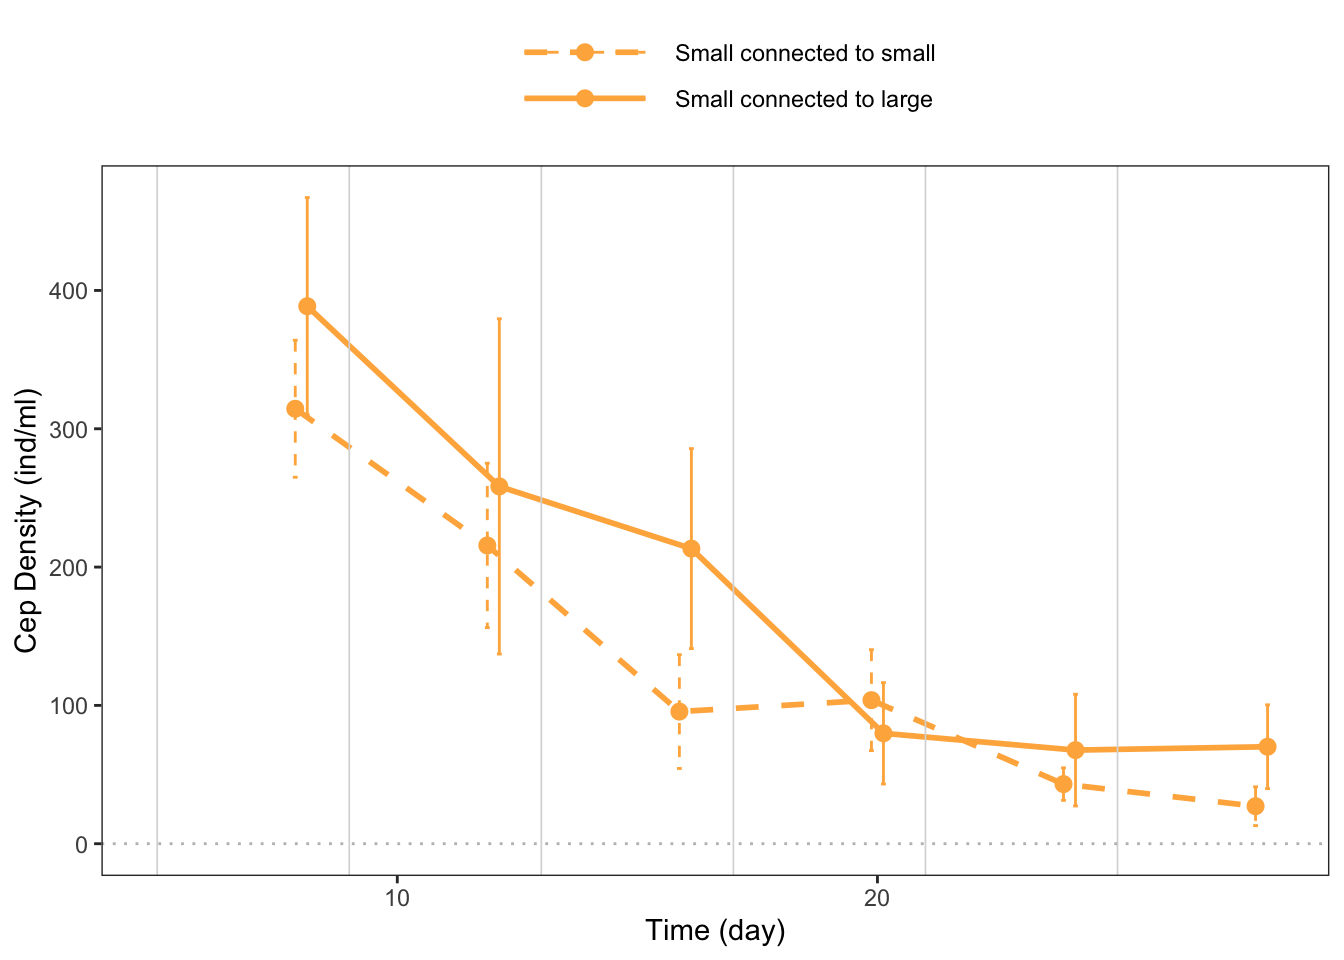 Small connected to small
Small connected to large
Cep Density (ind/ml)
400
300
200
100
0
10 20
Time (day)